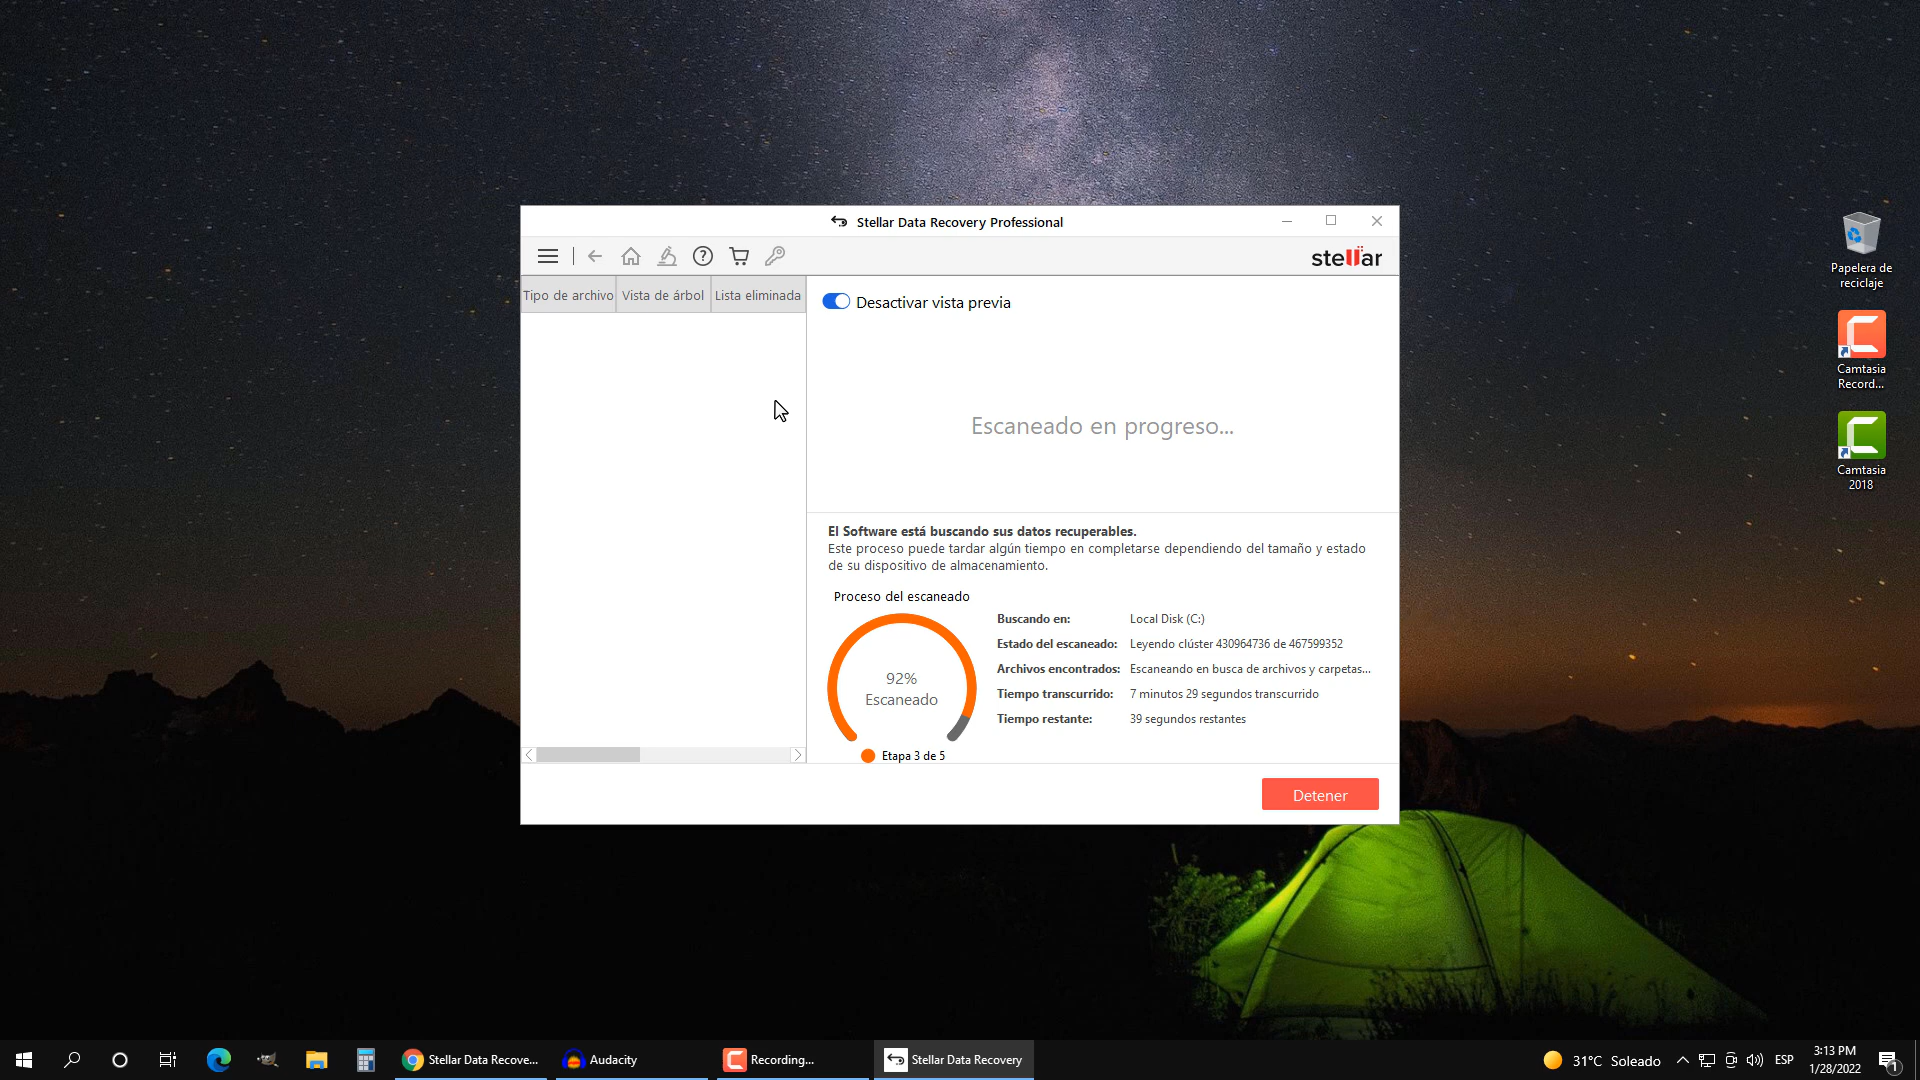 Stellar Data Recovery Professional
stellar
Tipo de archivo
Vista de árbol
Lista eliminada
Desactivar vista previa
Escaneado en progreso...
El Software está buscando sus datos recuperables.
Este proceso puede tardar algún tiempo en completarse dependiendo del tamaño y estado
de su dispositivo de almacenamiento.
Proceso del escaneado
92%
Escaneado
Etapa 3 de 5
Buscando en: Local Disk (C:)
Estado del escaneado: Leyendo clúster 430964736 de 467599352
Archivos encontrados: Escaneando en busca de archivos y carpetas...
Tiempo transcurrido: 7 minutos 29 segundos transcurrido
Tiempo restante: 39 segundos restantes
Detener
Papelera de
reciclaje
Camtasia
Record...
Camtasia
2018
Stellar Data Recove...
Audacity
Recording...
Stellar Data Recovery
31°C Soleado
ESP
3:13 PM
1/28/2022
1